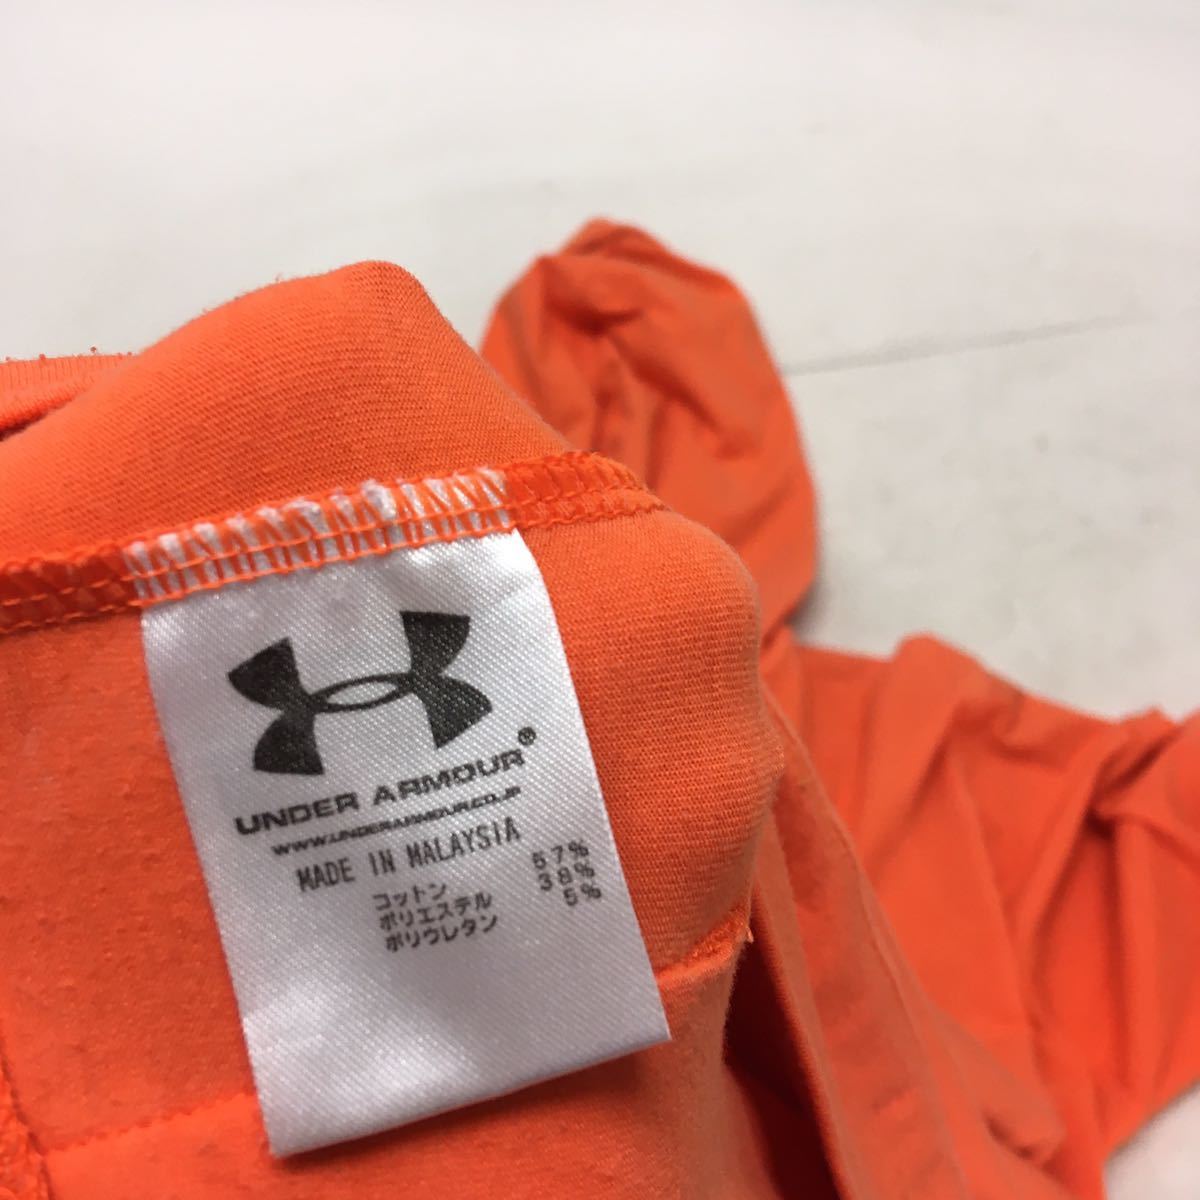 UNDER ARMOUR®
www.UNDERARMOUR.CO.JP
MADE IN MALAYSIA
コットン 57%
ポリエステル 38%
ポリウレタン 5%